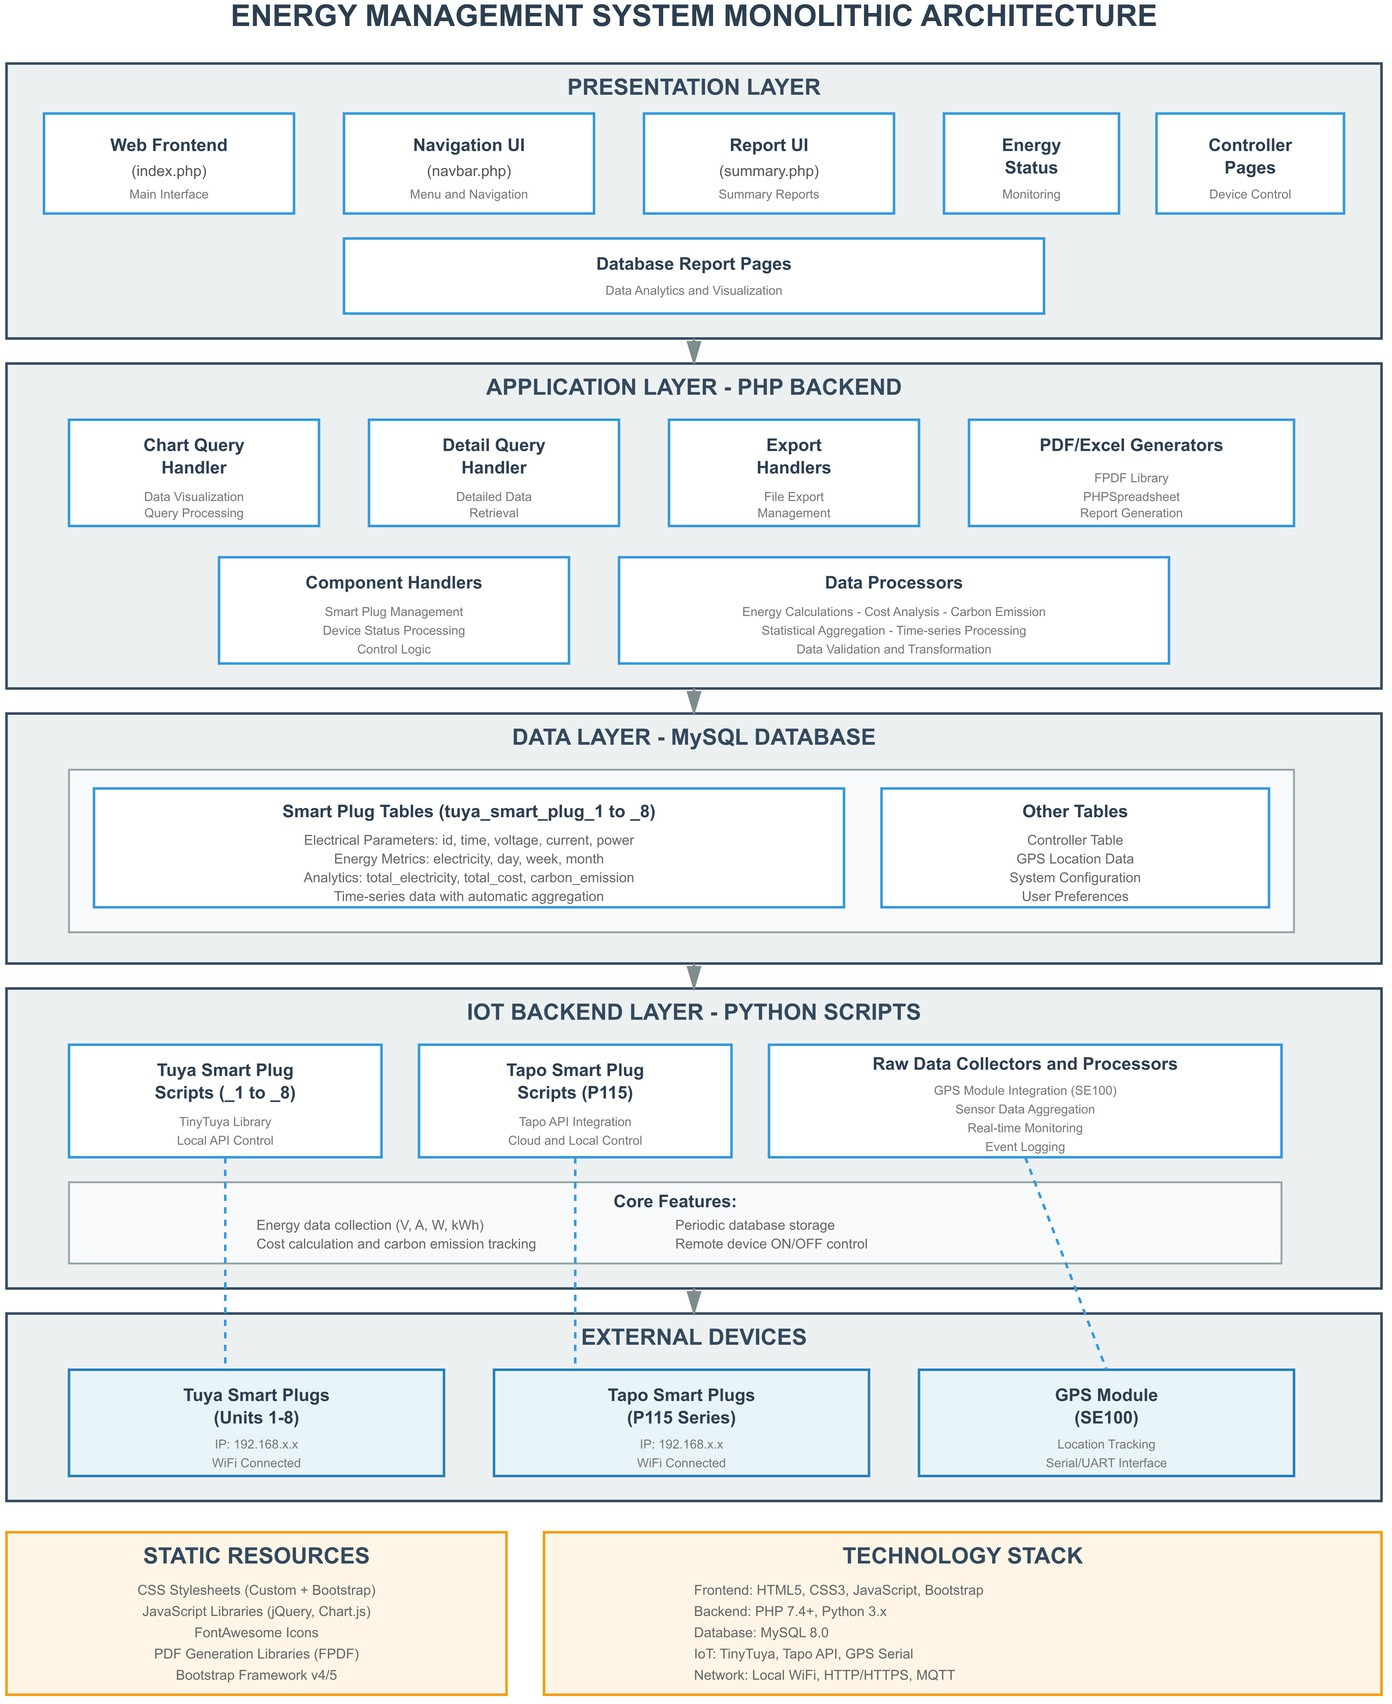 ENERGY MANAGEMENT SYSTEM MONOLITHIC ARCHITECTURE
PRESENTATION LAYER
Web Frontend
(index.php)
Main Interface
Navigation UI
(navbar.php)
Menu and Navigation
Report UI
(summary.php)
Summary Reports
Energy
Status
Monitoring
Controller
Pages
Device Control
Database Report Pages
Data Analytics and Visualization
APPLICATION LAYER - PHP BACKEND
Chart Query
Handler
Data Visualization
Query Processing
Detail Query
Handler
Detailed Data
Retrieval
Export
Handlers
File Export
Management
PDF/Excel Generators
FPDF Library
PHPSpreadsheet
Report Generation
Component Handlers
Smart Plug Management
Device Status Processing
Control Logic
Data Processors
Energy Calculations - Cost Analysis - Carbon Emission
Statistical Aggregation - Time-series Processing
Data Validation and Transformation
DATA LAYER - MySQL DATABASE
Smart Plug Tables (tuya_smart_plug_1 to _8)
Electrical Parameters: id, time, voltage, current, power
Energy Metrics: electricity, day, week, month
Analytics: total_electricity, total_cost, carbon_emission
Time-series data with automatic aggregation
Other Tables
Controller Table
GPS Location Data
System Configuration
User Preferences
IOT BACKEND LAYER - PYTHON SCRIPTS
Tuya Smart Plug
Scripts (_1 to _8)
TinyTuya Library
Local API Control
Tapo Smart Plug
Scripts (P115)
Tapo API Integration
Cloud and Local Control
Raw Data Collectors and Processors
GPS Module Integration (SE100)
Sensor Data Aggregation
Real-time Monitoring
Event Logging
Core Features:
Energy data collection (V, A, W, kWh)
Cost calculation and carbon emission tracking
Periodic database storage
Remote device ON/OFF control
EXTERNAL DEVICES
Tuya Smart Plugs
(Units 1-8)
IP: 192.168.x.x
WiFi Connected
Tapo Smart Plugs
(P115 Series)
IP: 192.168.x.x
WiFi Connected
GPS Module
(SE100)
Location Tracking
Serial/UART Interface
STATIC RESOURCES
CSS Stylesheets (Custom + Bootstrap)
JavaScript Libraries (jQuery, Chart.js)
FontAwesome Icons
PDF Generation Libraries (FPDF)
Bootstrap Framework v4/5
TECHNOLOGY STACK
Frontend: HTML5, CSS3, JavaScript, Bootstrap
Backend: PHP 7.4+, Python 3.x
Database: MySQL 8.0
IoT: TinyTuya, Tapo API, GPS Serial
Network: Local WiFi, HTTP/HTTPS, MQTT